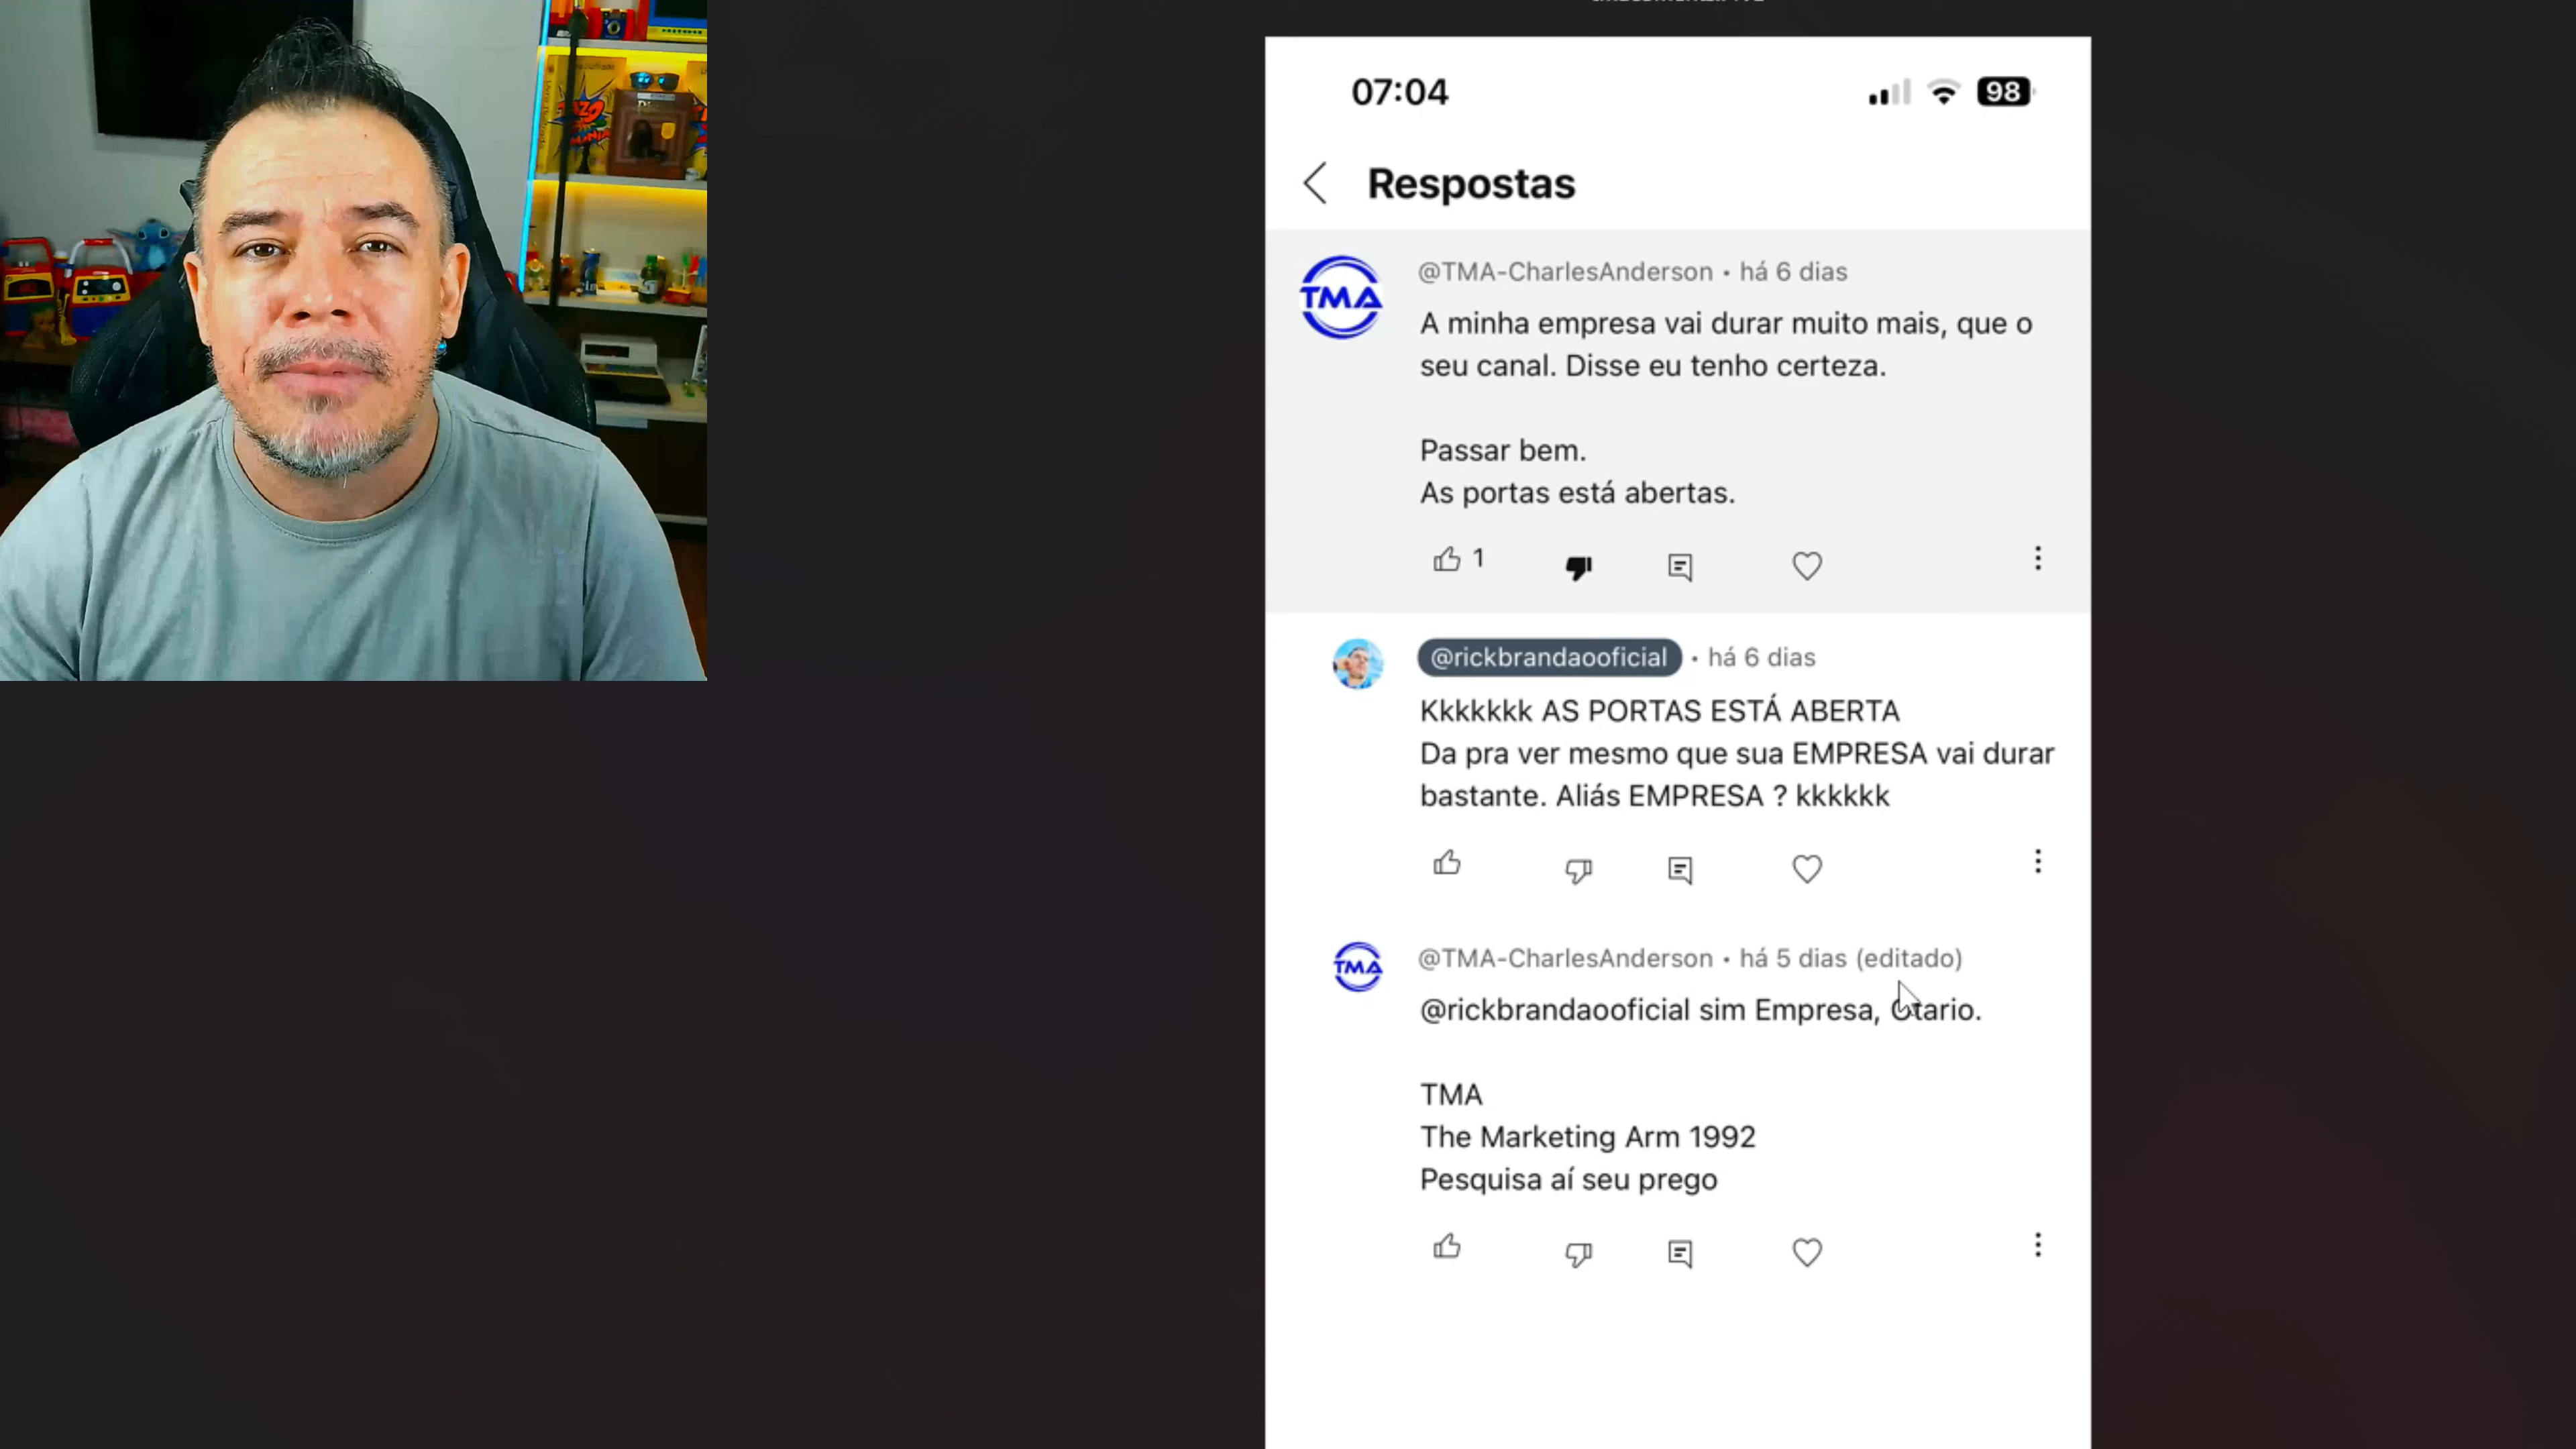 07:04
98
Respostas
TMA
@TMA-CharlesAnderson • há 6 dias
A minha empresa vai durar muito mais, que o
seu canal. Disse eu tenho certeza.
Passar bem.
As portas está abertas.
1
@rickbrandaooficial • há 6 dias
Kkkkkkk AS PORTAS ESTÁ ABERTA
Da pra ver mesmo que sua EMPRESA vai durar
bastante. Aliás EMPRESA ? kkkkkk
TMA
@TMA-CharlesAnderson • há 5 dias (editado)
@rickbrandaooficial sim Empresa, Otario.
TMA
The Marketing Arm 1992
Pesquisa aí seu prego